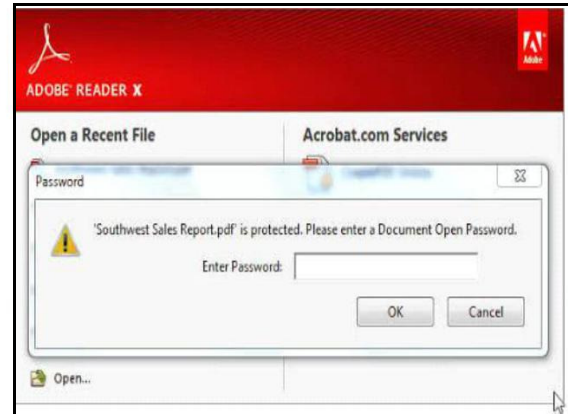 Adobe
ADOBE® READER X
Open a Recent File
Acrobat.com Services
Password
'Southwest Sales Report.pdf' is protected. Please enter a Document Open Password.
Enter Password:
OK
Cancel
Open...